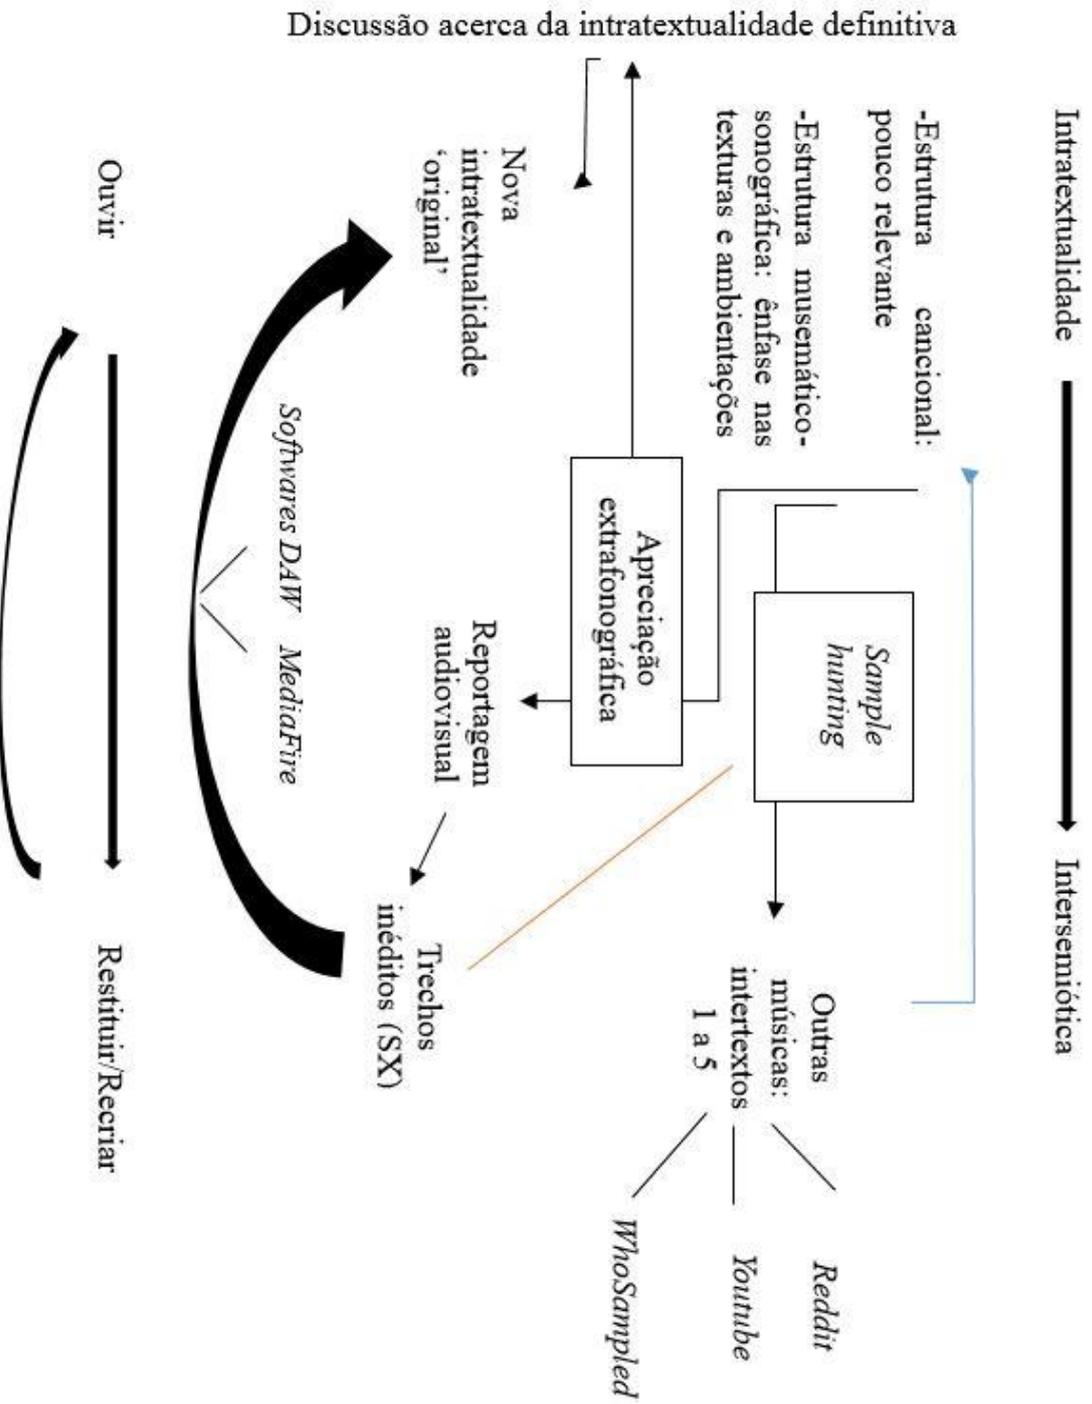 Discussão acerca da intratextualidade definitiva
Intratextualidade
Intersemiótica
-Estrutura cancional:
pouco relevante
-Estrutura musemático-
sonográfica: ênfase nas
texturas e ambientações
Sample
hunting
Outras
músicas:
intertextos
1 a 5
Reddit
Youtube
WhoSampled
Apreciação
extrafonográfica
Nova
intratextualidade
‘original’
Reportagem
audiovisual
Trechos
inéditos (SX)
Softwares DAW
MediaFire
Ouvir
Restituir/Recriar